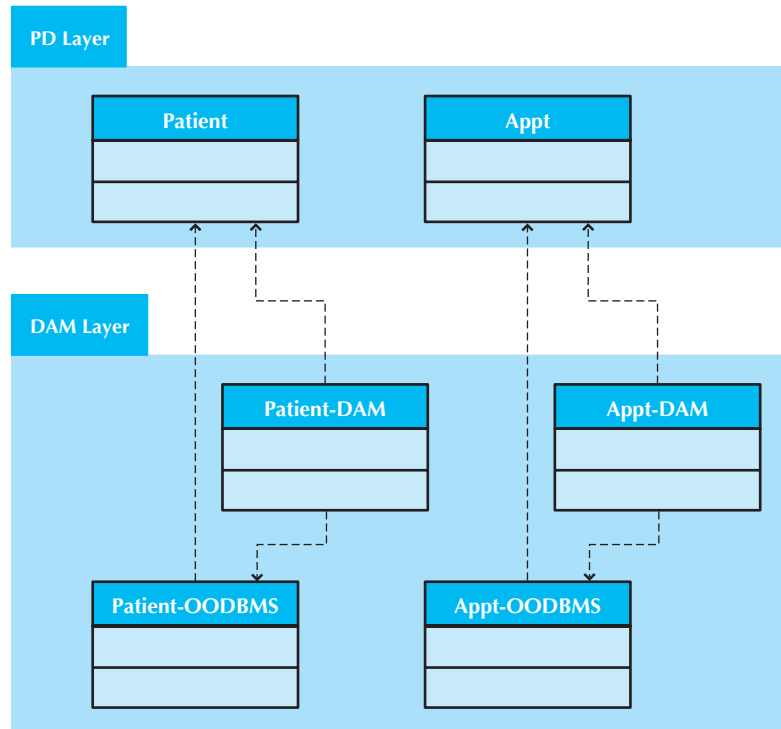 PD Layer
Patient
Appt
DAM Layer
Patient-DAM
Appt-DAM
Patient-OODBMS
Appt-OODBMS